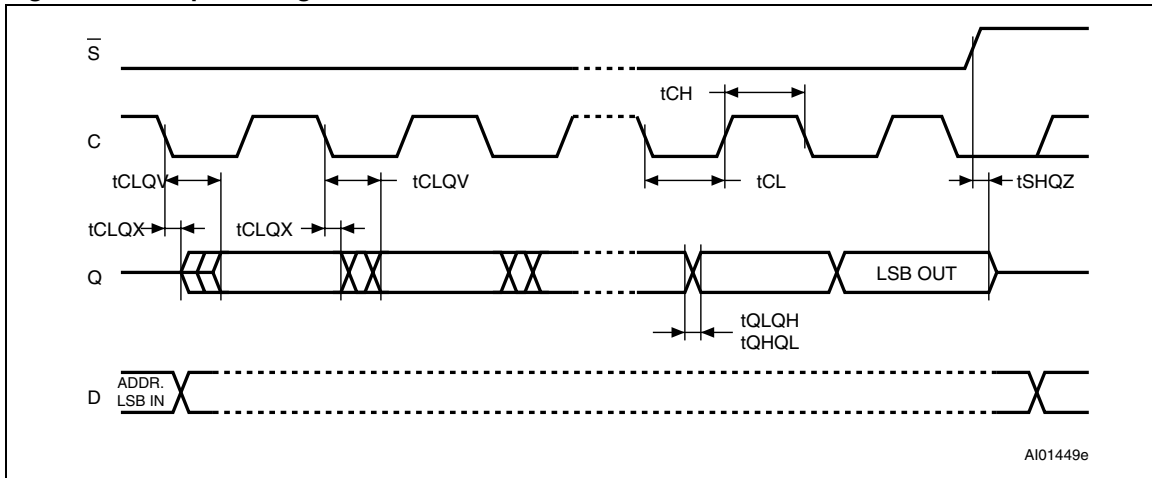 S
tCH
C
tCLQV
tCLQV
tCL
tSHQZ
tCLQX
tCLQX
Q
LSB OUT
tQLQH
tQHQL
D
ADDR.
LSB IN
AI01449e